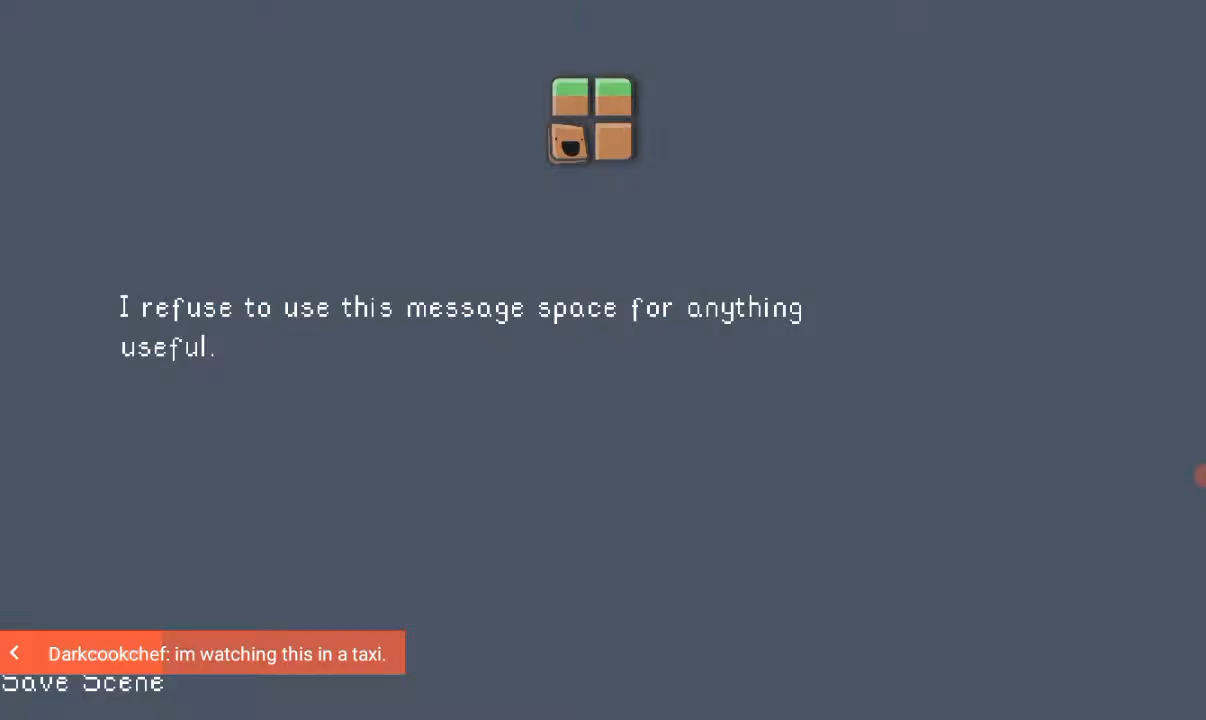 I refuse to use this message space for anything
useful.
Darkcookchef: im watching this in a taxi.
Save Scene